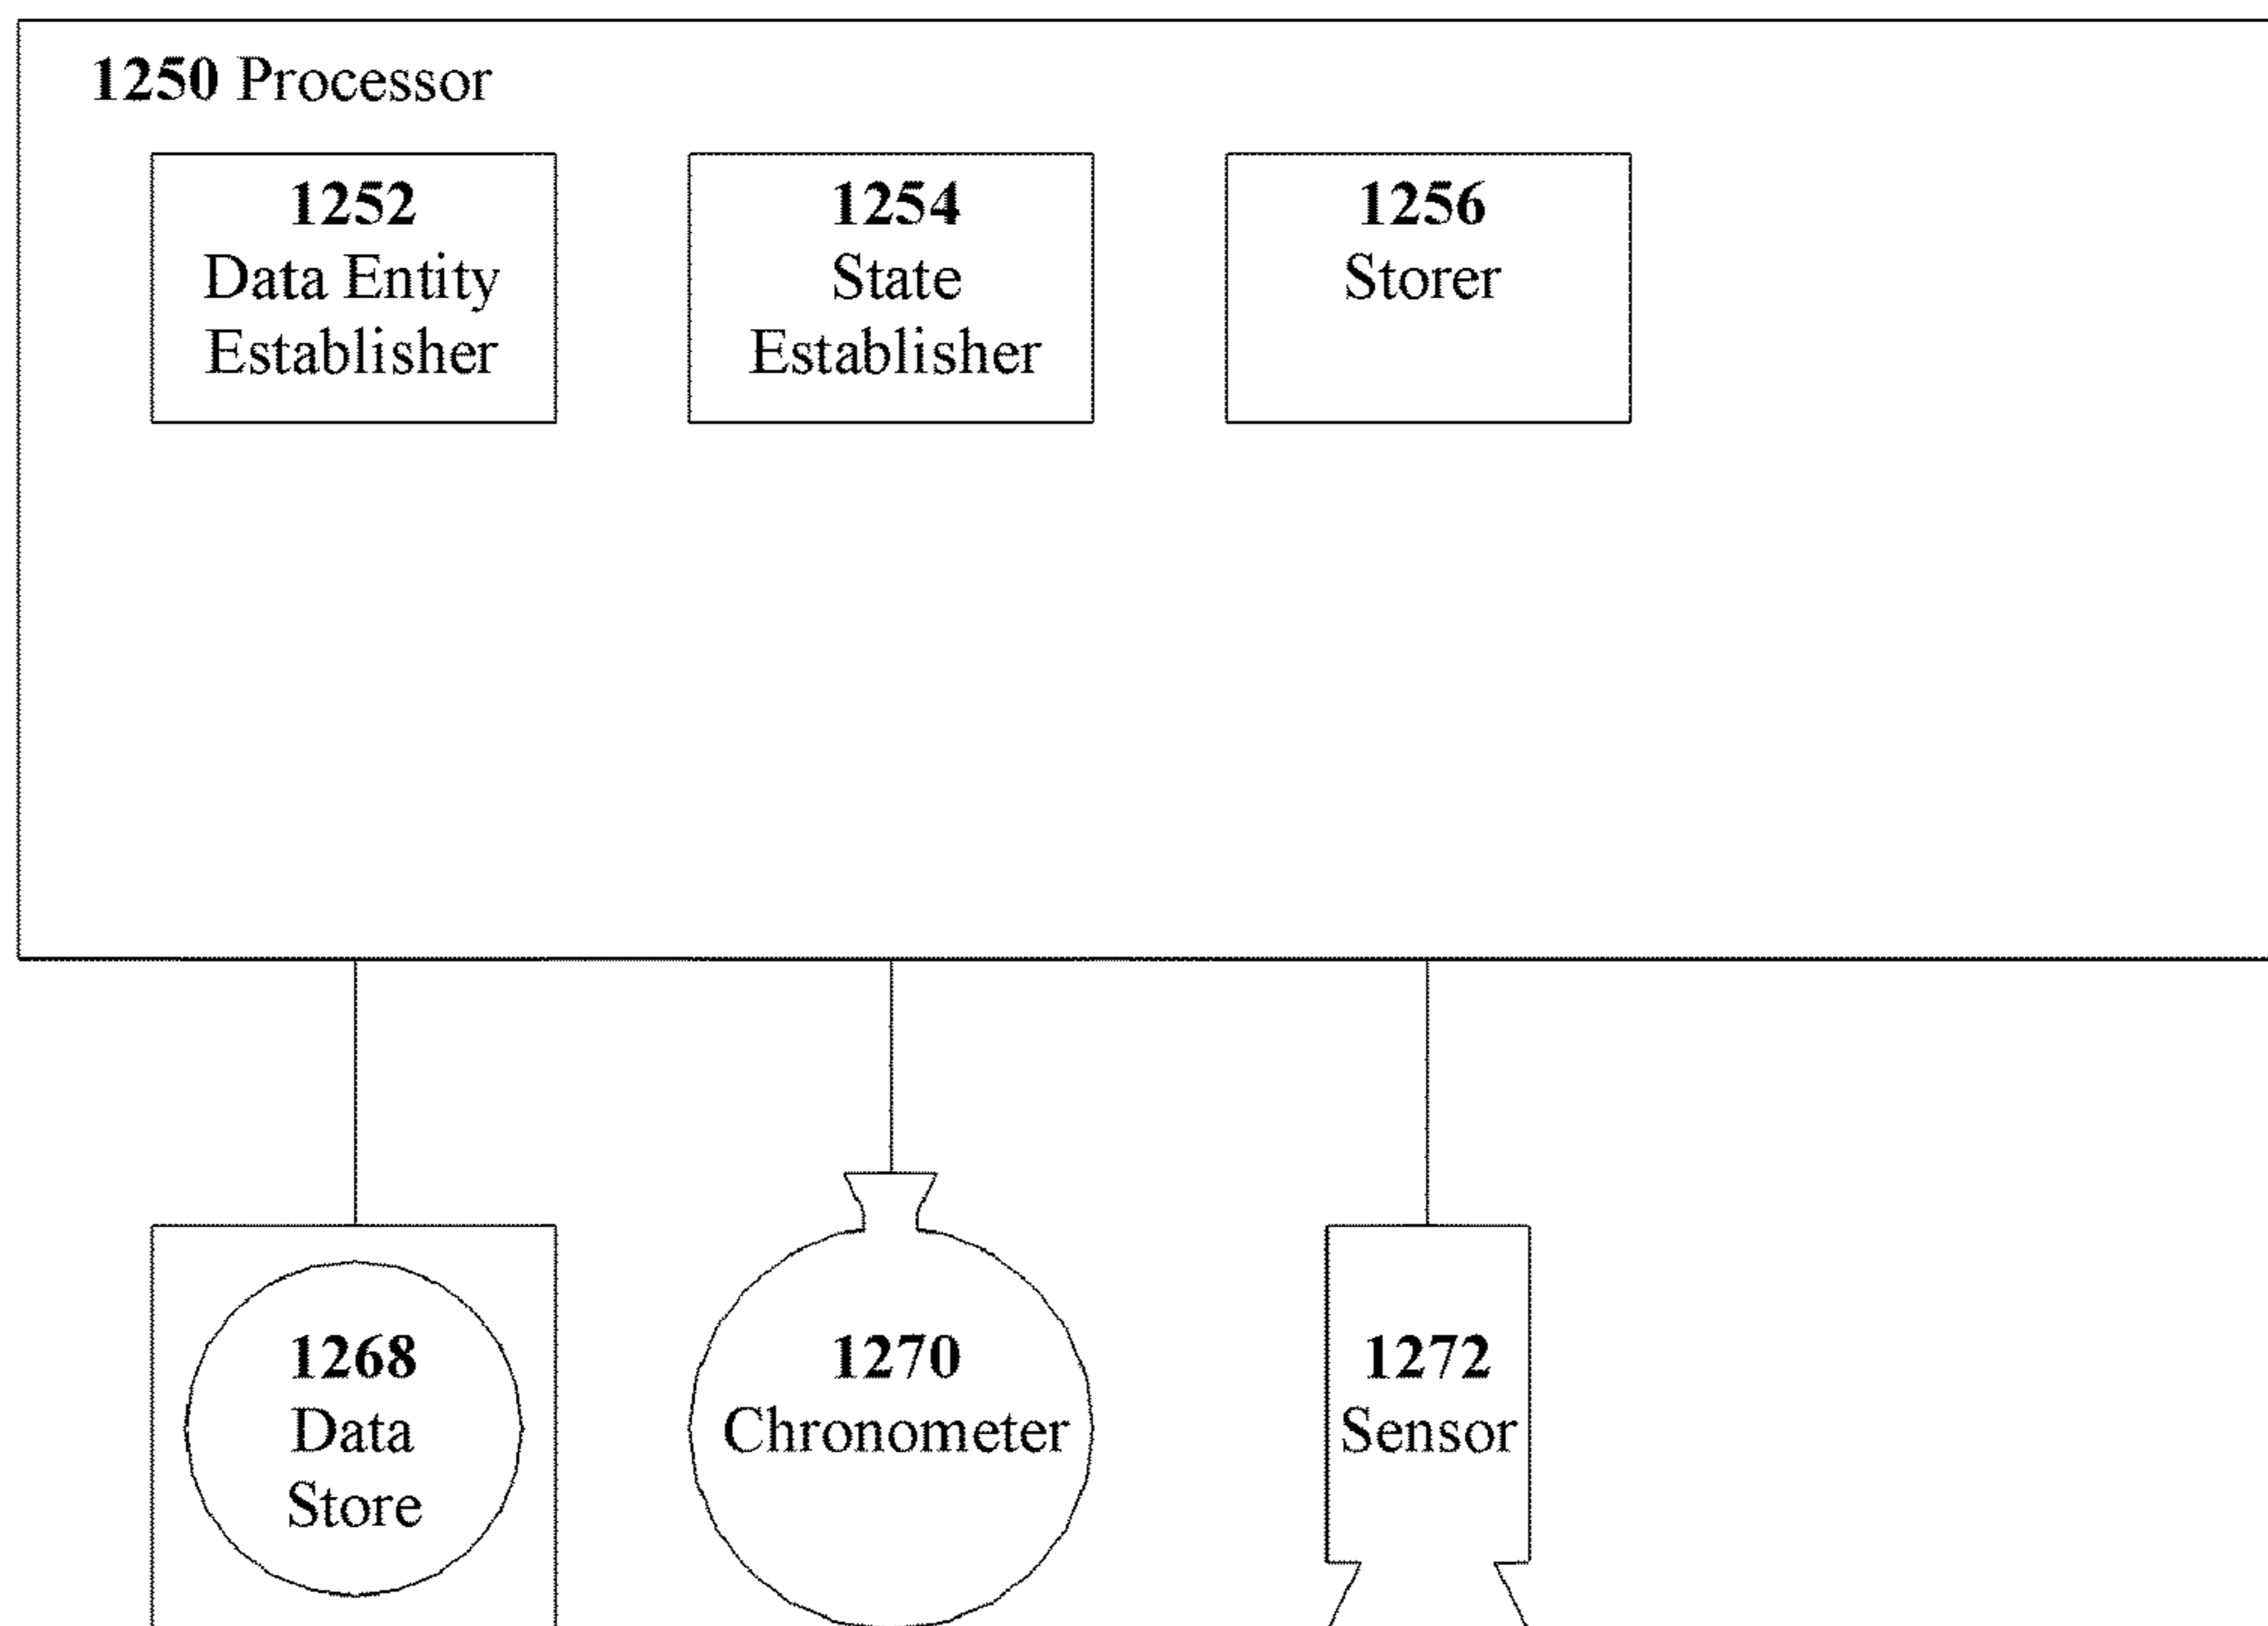 1250 Processor
1252
Data Entity
Establisher
1254
State
Establisher
1256
Storer
1268
Data
Store
1270
Chronometer
1272
Sensor